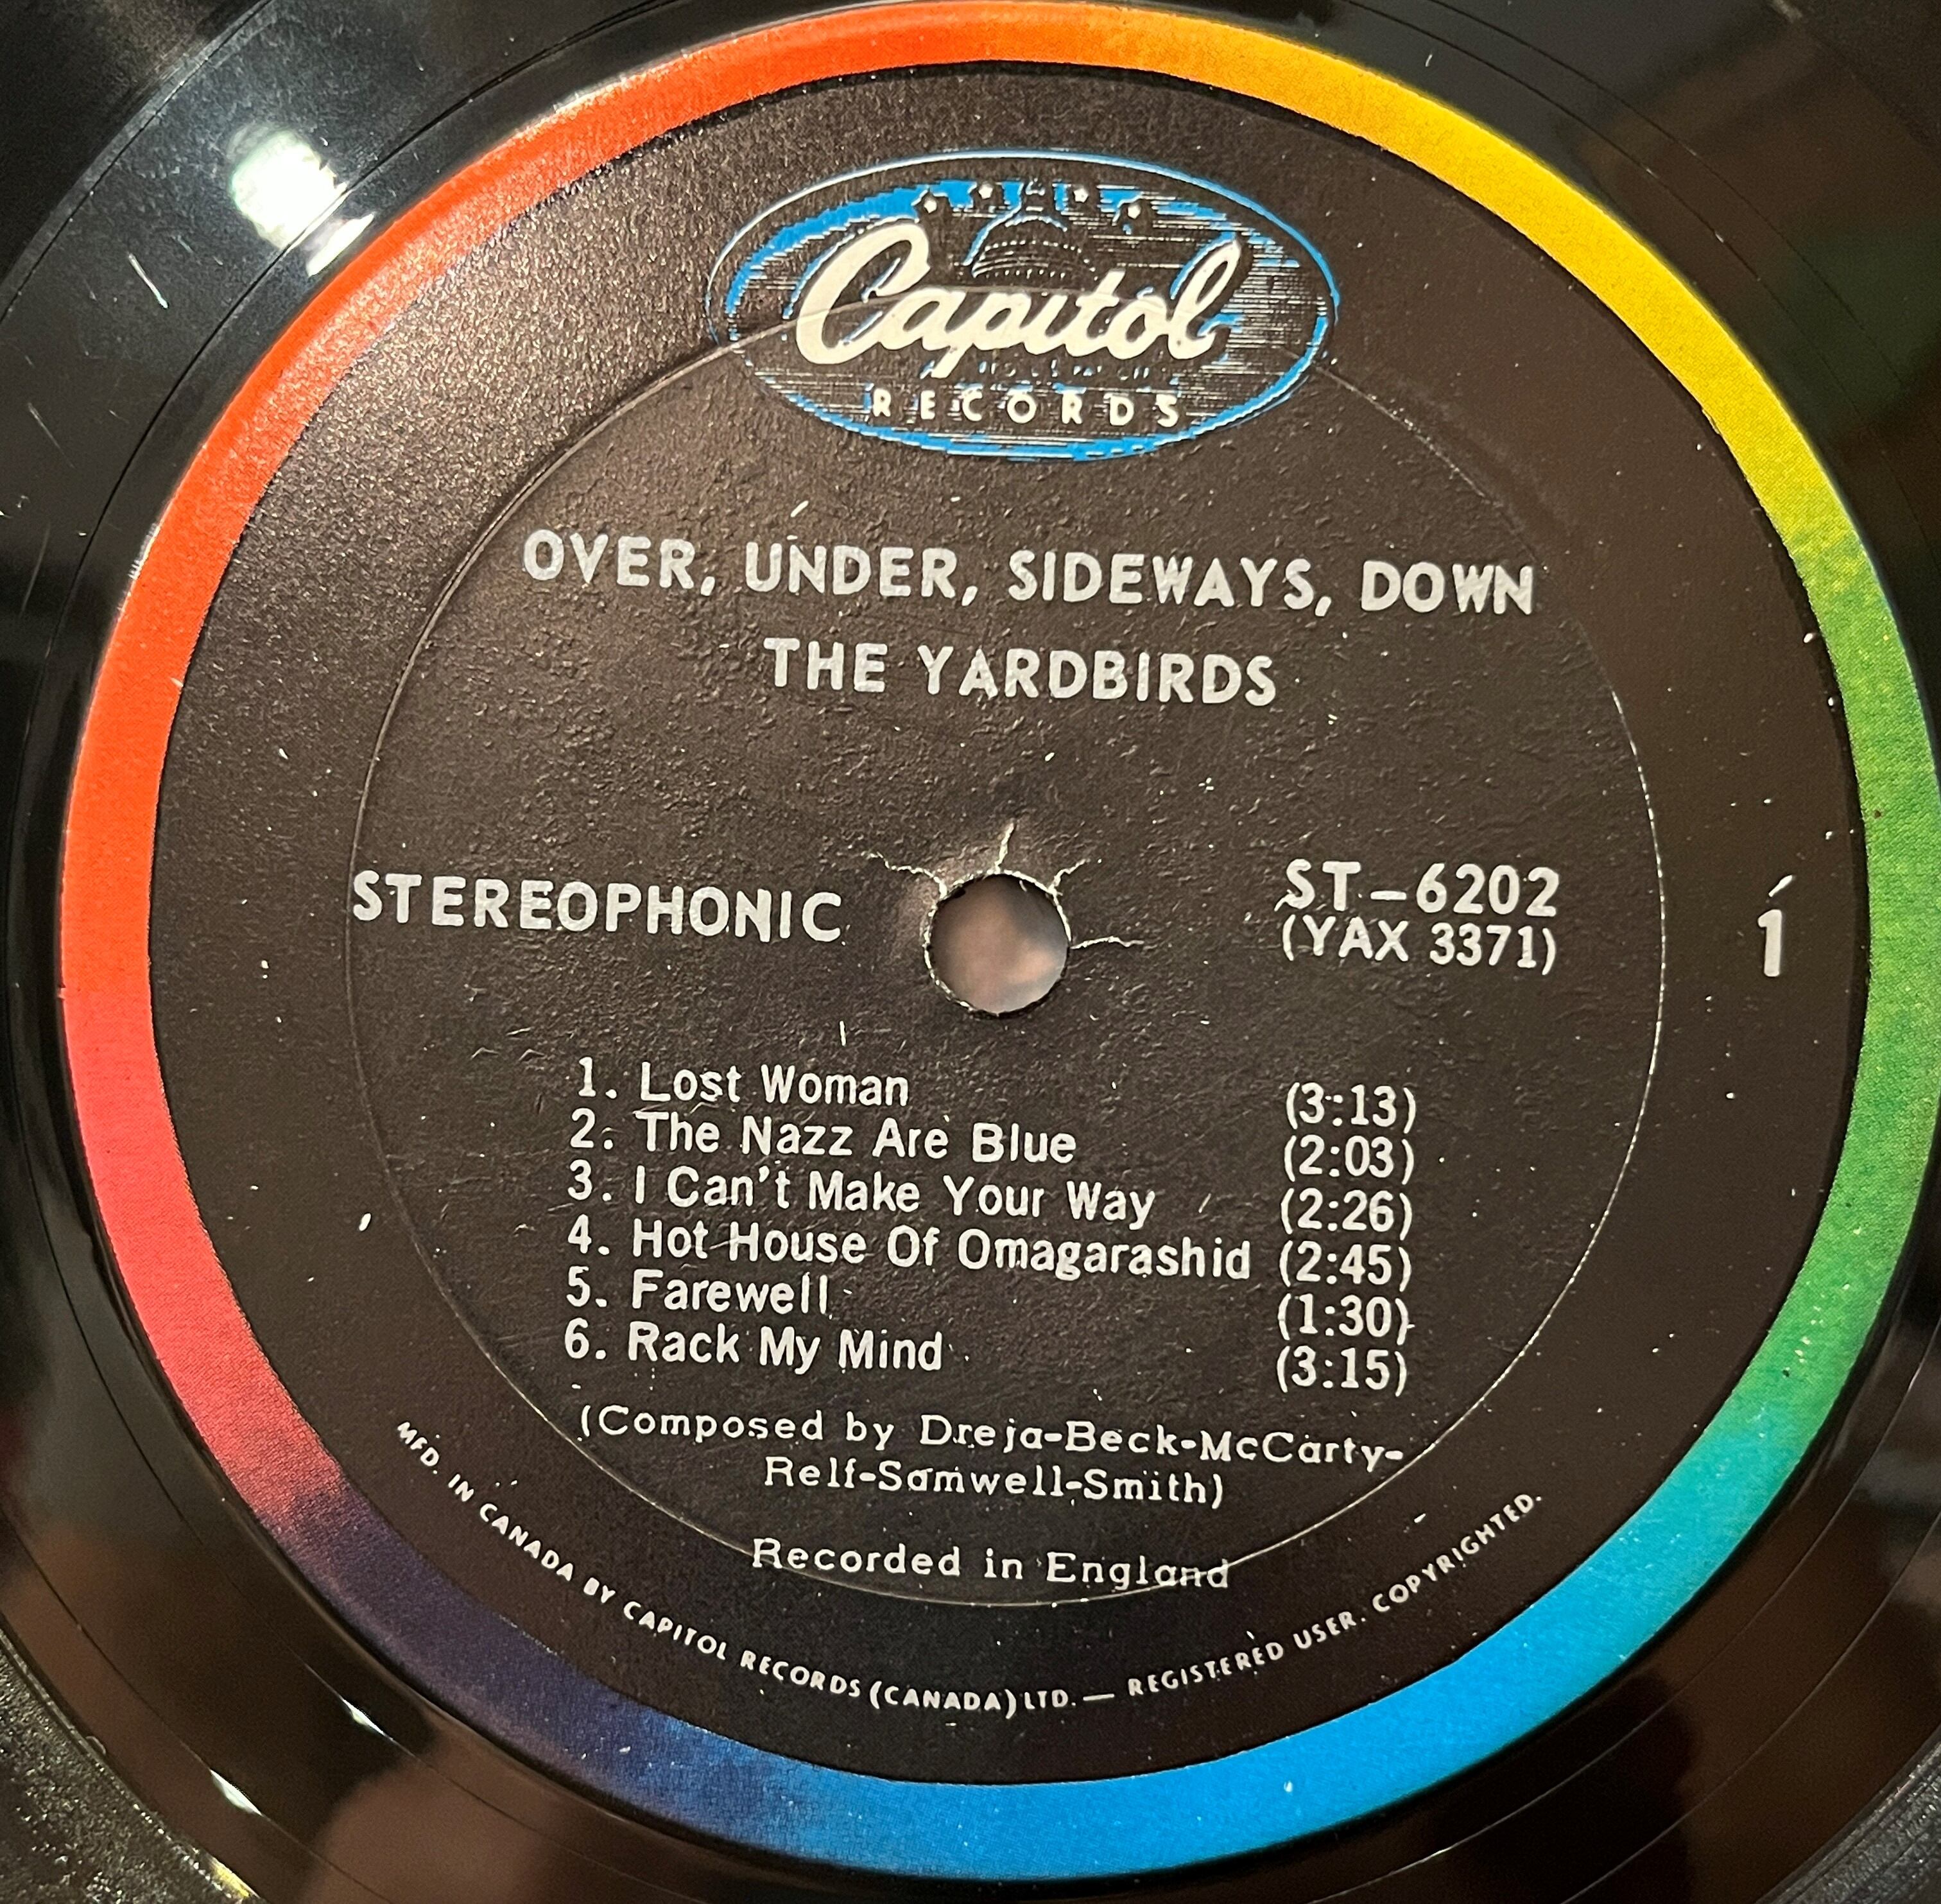 Capitol
RECORDS
OVER, UNDER, SIDEWAYS, DOWN
THE YARDBIRDS
STEREOPHONIC
ST-6202
(YAX 3371)
1
1. Lost Woman (3:13)
2. The Nazz Are Blue (2:03)
3. I Can't Make Your Way (2:26)
4. Hot House Of Omagarashid (2:45)
5. Farewell (1:30)
6. Rack My Mind (3:15)
(Composed by Dreja-Beck-McCarty-
Relf-Samwell-Smith)
Recorded in England
MFD. IN CANADA BY CAPITOL RECORDS (CANADA) LTD. — REGISTERED USER. COPYRIGHTED.